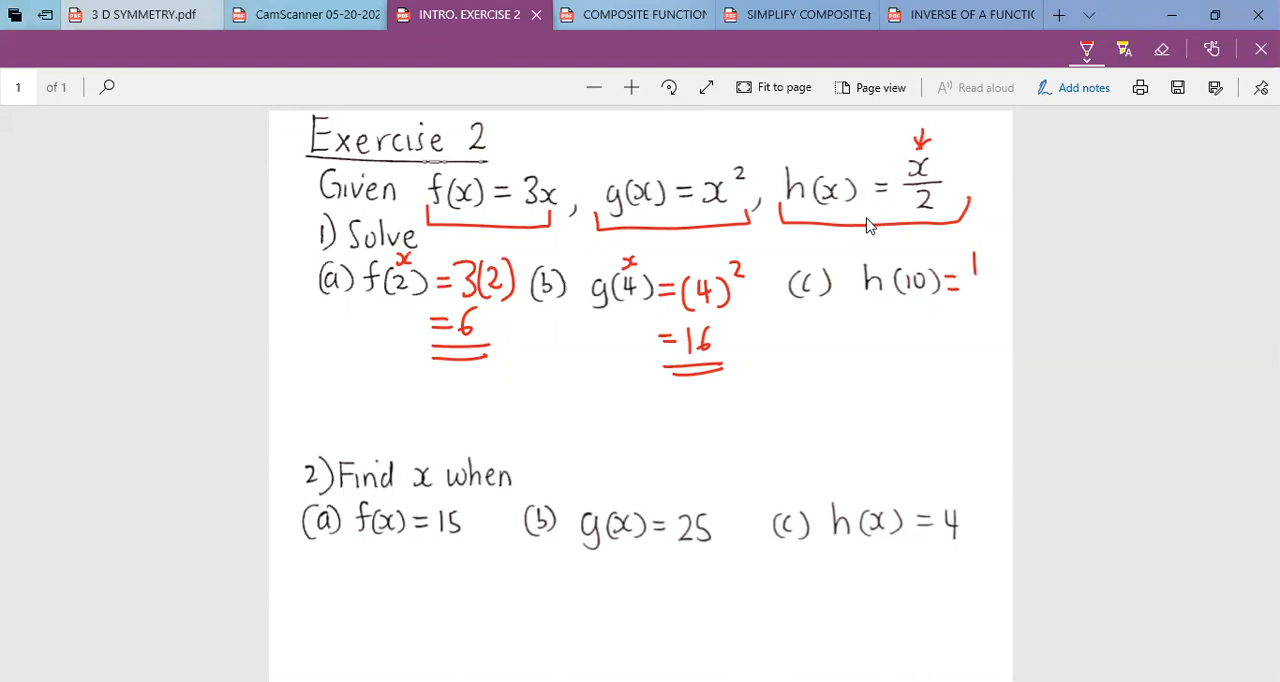 3 D SYMMETRY.pdf
CamScanner 05-20-202
INTRO. EXERCISE 2
COMPOSITE FUNCTION
SIMPLIFY COMPOSITE.p
INVERSE OF A FUNCTIC
1 of 1
Fit to page
Page view
Read aloud
Add notes
Exercise 2
Given f(x) = 3x, g(x) = x², h(x) = x/2
1) Solve
x x
(a) f(2) = 3(2) (b) g(4) = (4)² (c) h(10) = 1
= 6 = 16
2) Find x when
(a) f(x) = 15 (b) g(x) = 25 (c) h(x) = 4